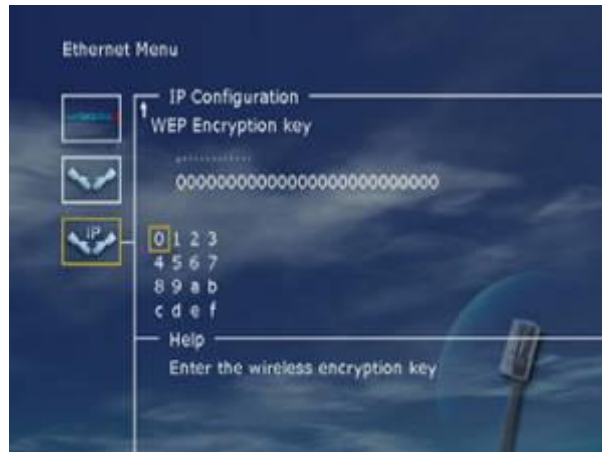 Ethernet Menu
IP Configuration
WEP Encryption key
00000000000000000000000000
IP
0 1 2 3
4 5 6 7
8 9 a b
c d e f
Help
Enter the wireless encryption key